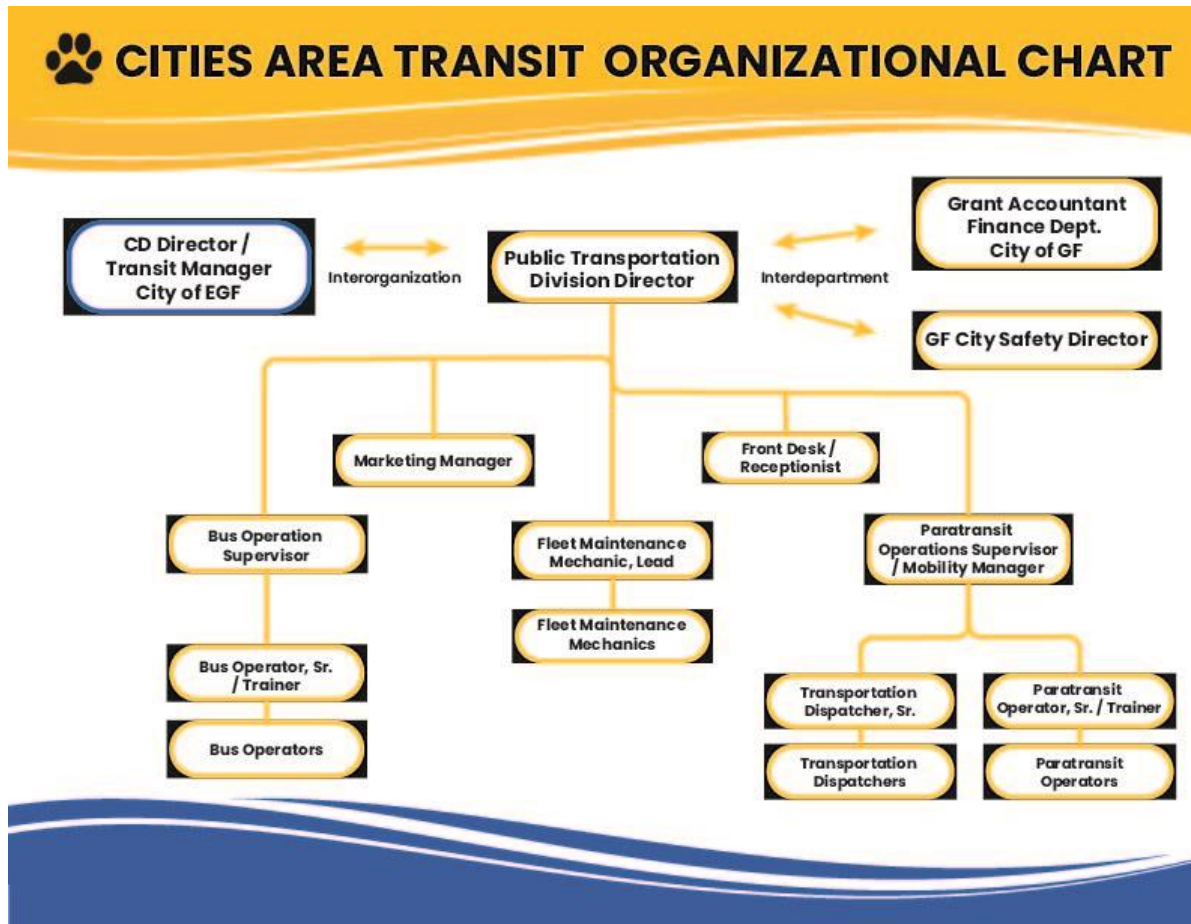 CITIES AREA TRANSIT ORGANIZATIONAL CHART
CD Director /
Transit Manager
City of EGF
Interorganization
Public Transportation
Division Director
Interdepartment
Grant Accountant
Finance Dept.
City of GF
GF City Safety Director
Marketing Manager
Front Desk /
Receptionist
Bus Operation
Supervisor
Fleet Maintenance
Mechanic, Lead
Paratransit
Operations Supervisor
/ Mobility Manager
Fleet Maintenance
Mechanics
Bus Operator, Sr.
/ Trainer
Transportation
Dispatcher, Sr.
Paratransit
Operator, Sr. / Trainer
Bus Operators
Transportation
Dispatchers
Paratransit
Operators